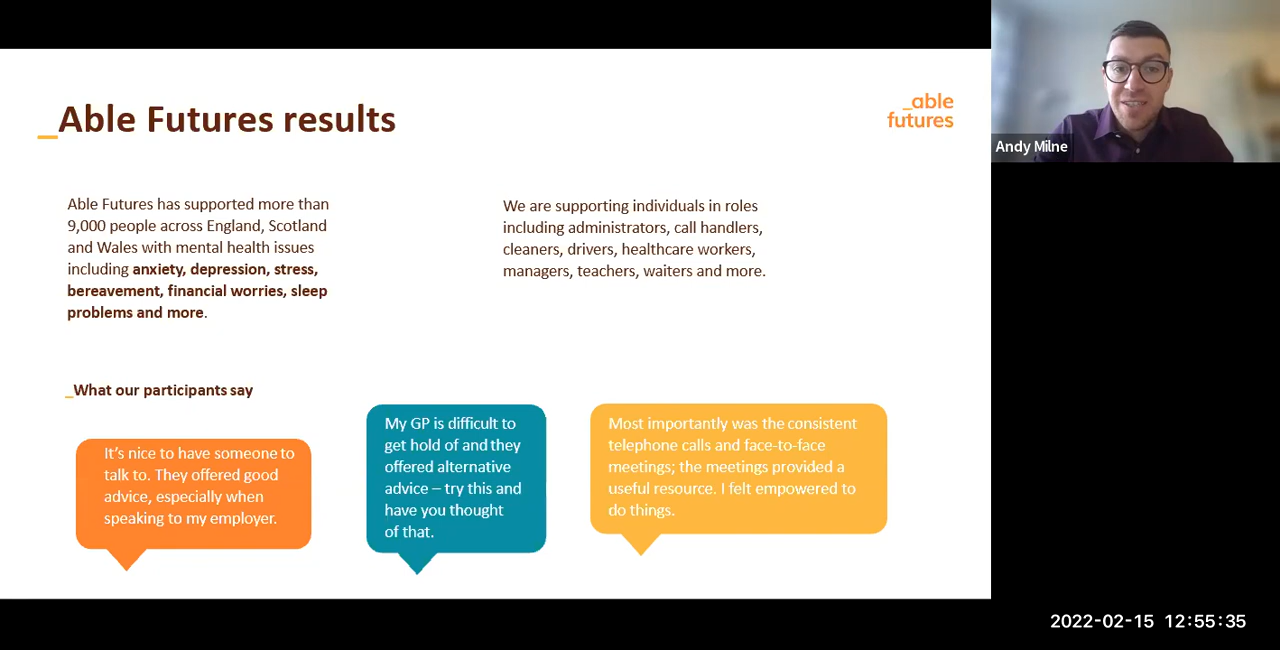 _Able Futures results
_able
futures
Andy Milne
Able Futures has supported more than
9,000 people across England, Scotland
and Wales with mental health issues
including anxiety, depression, stress,
bereavement, financial worries, sleep
problems and more.
We are supporting individuals in roles
including administrators, call handlers,
cleaners, drivers, healthcare workers,
managers, teachers, waiters and more.
_What our participants say
It’s nice to have someone to
talk to. They offered good
advice, especially when
speaking to my employer.
My GP is difficult to
get hold of and they
offered alternative
advice – try this and
have you thought
of that.
Most importantly was the consistent
telephone calls and face-to-face
meetings; the meetings provided a
useful resource. I felt empowered to
do things.
2022-02-15 12:55:35